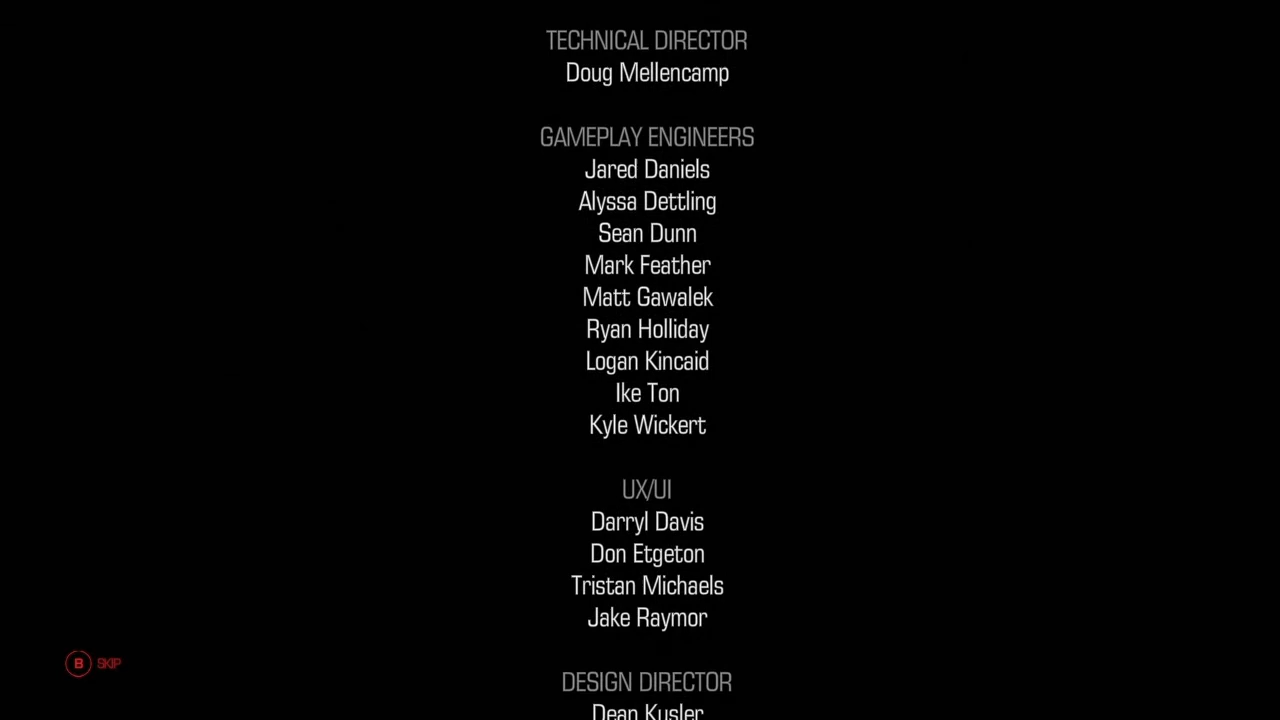 TECHNICAL DIRECTOR
Doug Mellencamp
GAMEPLAY ENGINEERS
Jared Daniels
Alyssa Dettling
Sean Dunn
Mark Feather
Matt Gawalek
Ryan Holliday
Logan Kincaid
Ike Ton
Kyle Wickert
UX/UI
Darryl Davis
Don Etgeton
Tristan Michaels
Jake Raymor
B SKIP
DESIGN DIRECTOR
Dean Kusler